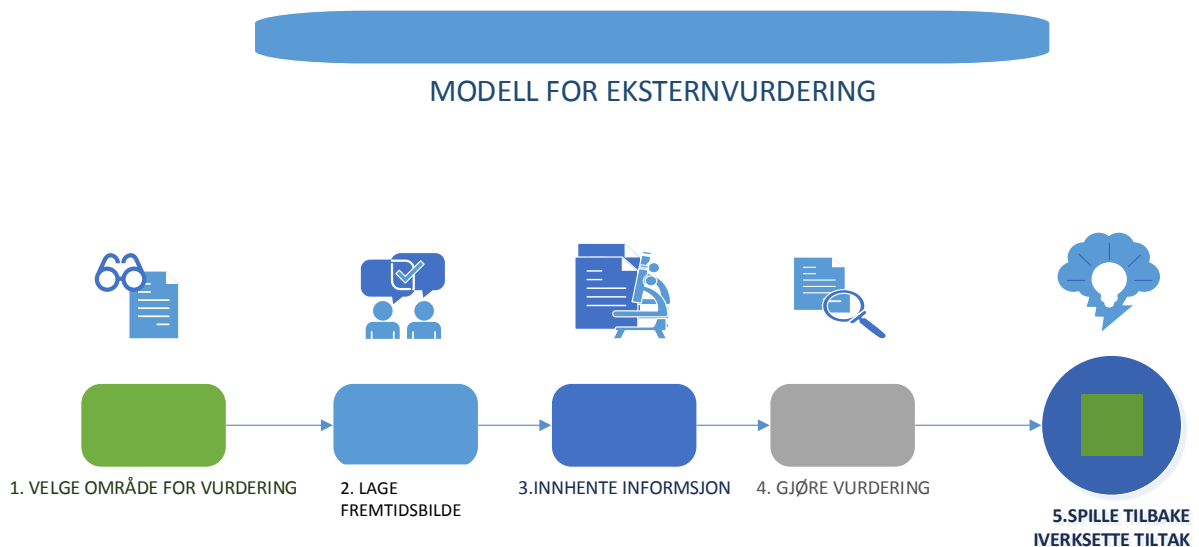 MODELL FOR EKSTERNVURDERING
1. VELGE OMRÅDE FOR VURDERING
2. LAGE
FREMTIDSBILDE
3.INNHENTE INFORMSJON
4. GJØRE VURDERING
5.SPILLE TILBAKE
IVERKSETTE TILTAK